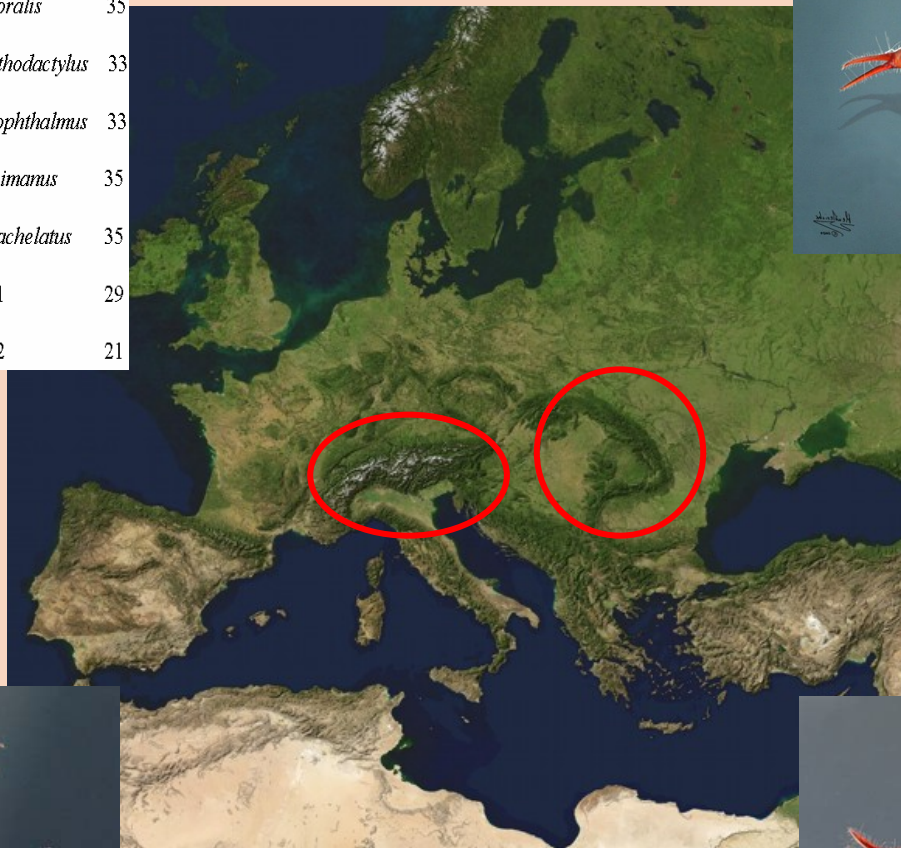 oralis 35
thodactylus 33
ophthalmus 33
imanus 35
achelatus 35
1 29
2 21